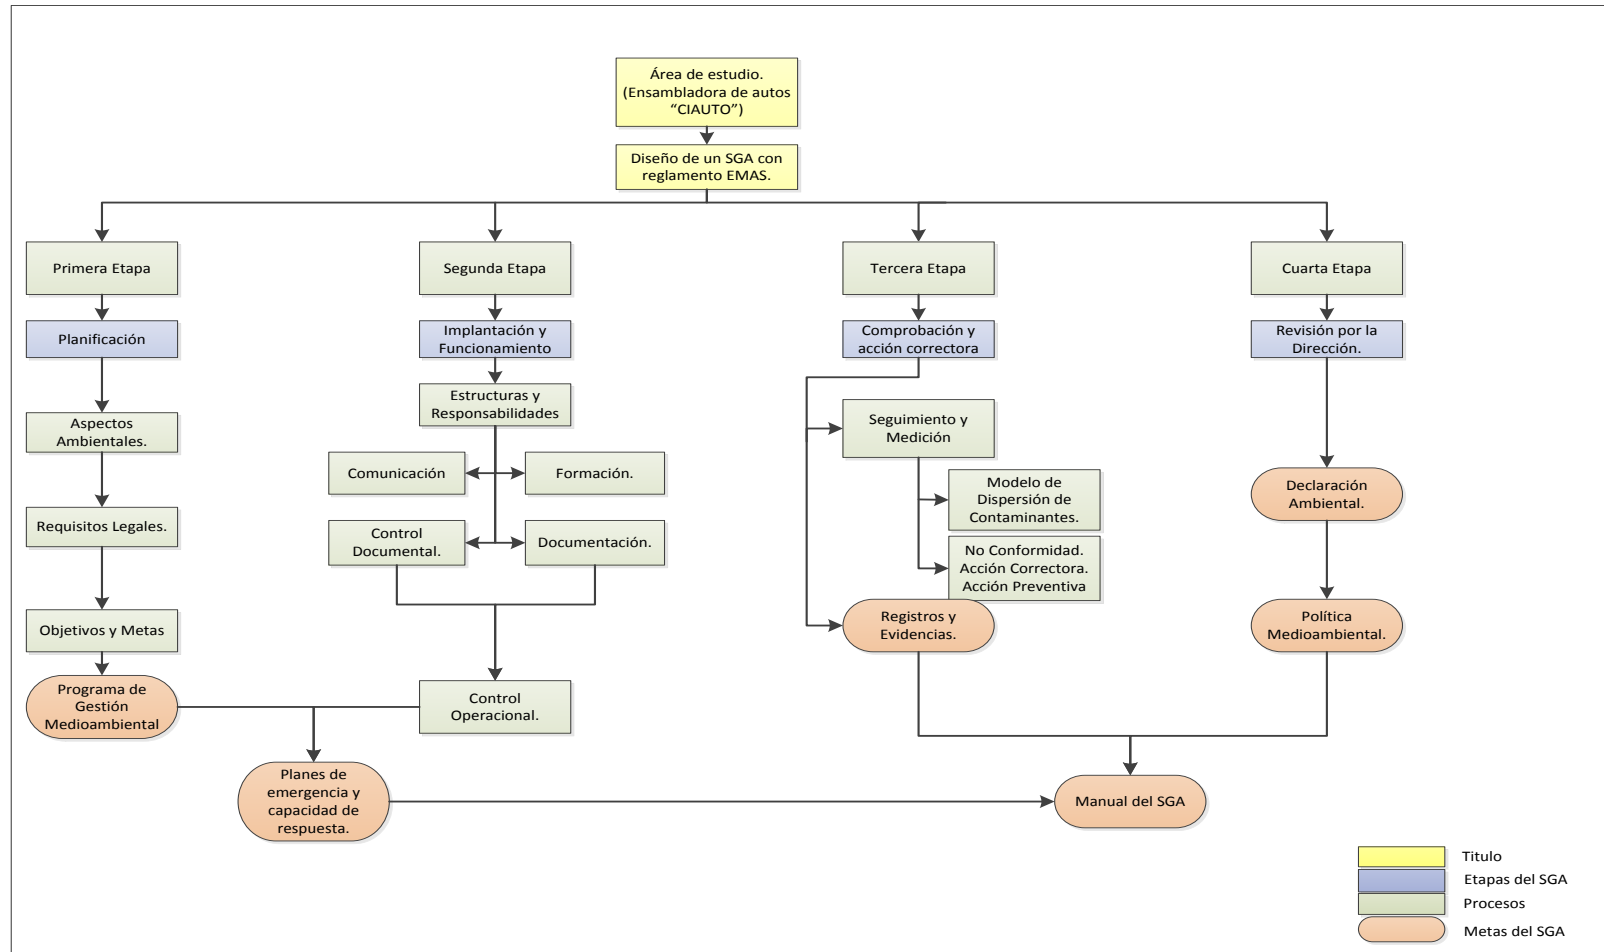 Área de estudio.
(Ensambladora de autos
“CIAUTO”)
Diseño de un SGA con
reglamento EMAS.
Primera Etapa
Planificación
Aspectos
Ambientales.
Requisitos Legales.
Objetivos y Metas
Programa de
Gestión
Medioambiental
Segunda Etapa
Implantación y
Funcionamiento
Estructuras y
Responsabilidades
Comunicación
Formación.
Control
Documental.
Documentación.
Control
Operacional.
Planes de
emergencia y
capacidad de
respuesta.
Tercera Etapa
Comprobación y
acción correctora
Seguimiento y
Medición
Modelo de
Dispersión de
Contaminantes.
No Conformidad.
Acción Correctora.
Acción Preventiva
Registros y
Evidencias.
Cuarta Etapa
Revisión por la
Dirección.
Declaración
Ambiental.
Política
Medioambiental.
Manual del SGA
Titulo
Etapas del SGA
Procesos
Metas del SGA